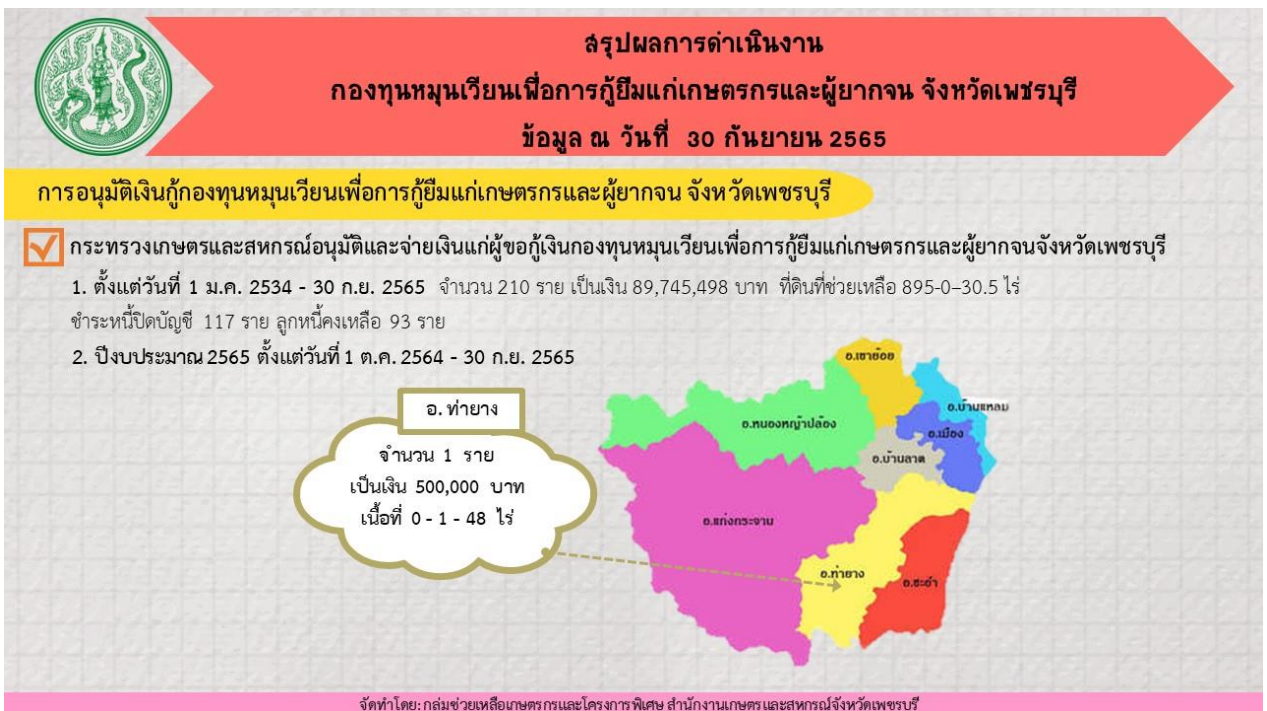 สรุปผลการดำเนินงาน
กองทุนหมุนเวียนเพื่อการกู้ยืมแก่เกษตรกรและผู้ยากจน จังหวัดเพชรบุรี
ข้อมูล ณ วันที่ 30 กันยายน 2565
การอนุมัติเงินกู้กองทุนหมุนเวียนเพื่อการกู้ยืมแก่เกษตรกรและผู้ยากจน จังหวัดเพชรบุรี
กระทรวงเกษตรและสหกรณ์อนุมัติและจ่ายเงินแก่ผู้ขอกู้เงินกองทุนหมุนเวียนเพื่อการกู้ยืมแก่เกษตรกรและผู้ยากจนจังหวัดเพชรบุรี
1. ตั้งแต่วันที่ 1 ม.ค. 2534 - 30 ก.ย. 2565 จำนวน 210 ราย เป็นเงิน 89,745,498 บาท ที่ดินที่ช่วยเหลือ 895-0–30.5 ไร่
ชำระหนี้ปิดบัญชี 117 ราย ลูกหนี้คงเหลือ 93 ราย
2. ปีงบประมาณ 2565 ตั้งแต่วันที่ 1 ต.ค. 2564 - 30 ก.ย. 2565
อ. ท่ายาง
จำนวน 1 ราย
เป็นเงิน 500,000 บาท
เนื้อที่ 0 - 1 - 48 ไร่
อ.เขาย้อย
อ.บ้านแหลม
อ.หนองหญ้าปล้อง
อ.เมือง
อ.บ้านลาด
อ.แก่งกระจาน
อ.ท่ายาง
อ.ชะอำ
จัดทำโดย: กลุ่มช่วยเหลือเกษตรกรและโครงการพิเศษ สำนักงานเกษตรและสหกรณ์จังหวัดเพชรบุรี